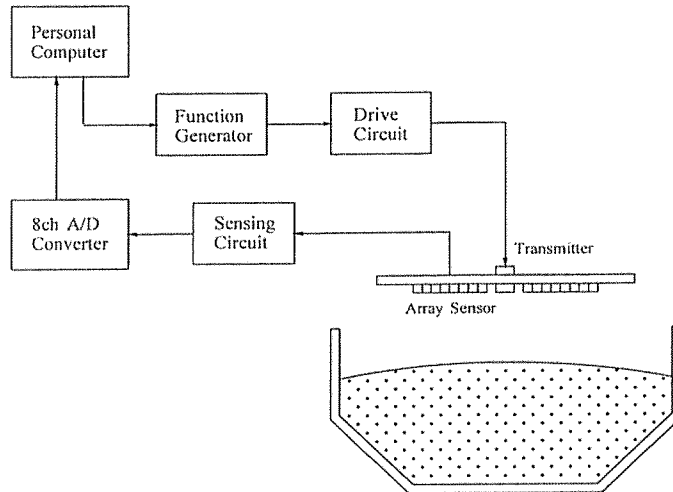 Personal
Computer
Function
Generator
Drive
Circuit
8ch A/D
Converter
Sensing
Circuit
Transmitter
Array Sensor